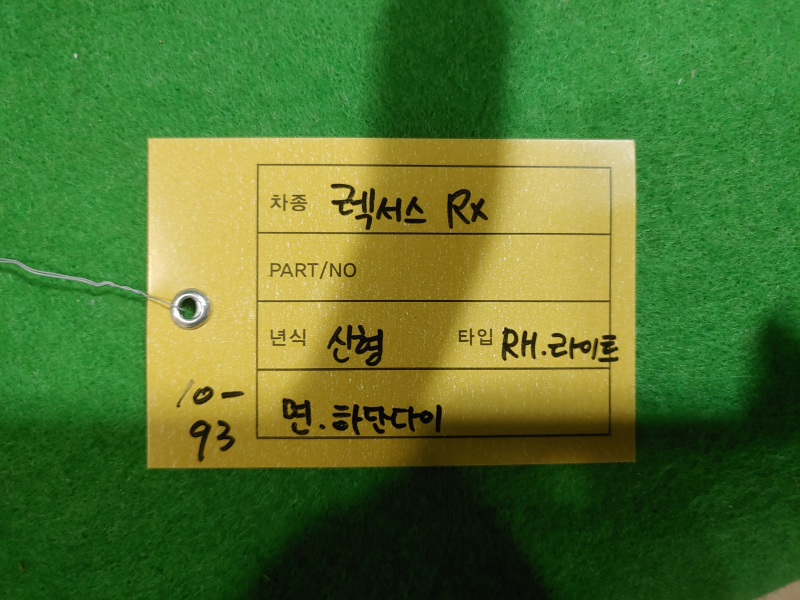 차종 렉서스 RX
PART/NO
년식 신형 타입 RH.라이트
면.하단다이
10-
93